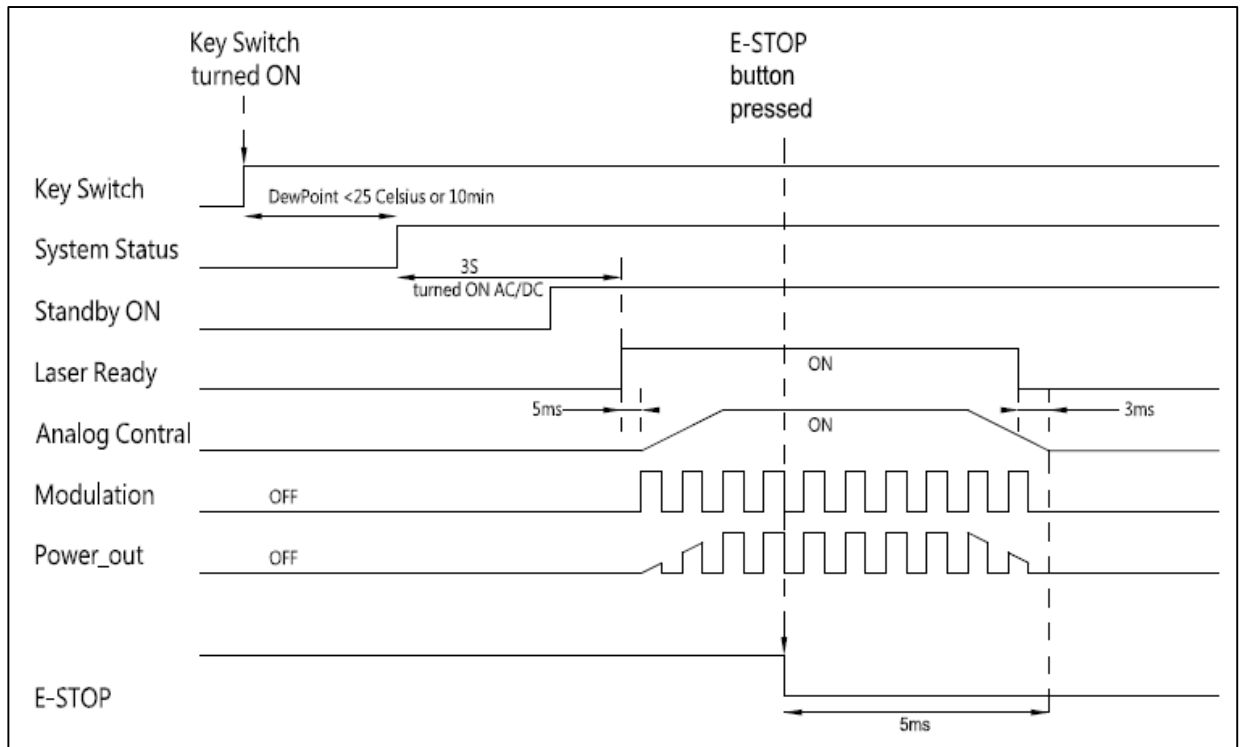 Key Switch
turned ON
E-STOP
button
pressed
Key Switch
DewPoint <25 Celsius or 10min
System Status
3S
turned ON AC/DC
Standby ON
Laser Ready
ON
5ms
3ms
Analog Contral
ON
Modulation
OFF
Power_out
OFF
E-STOP
5ms